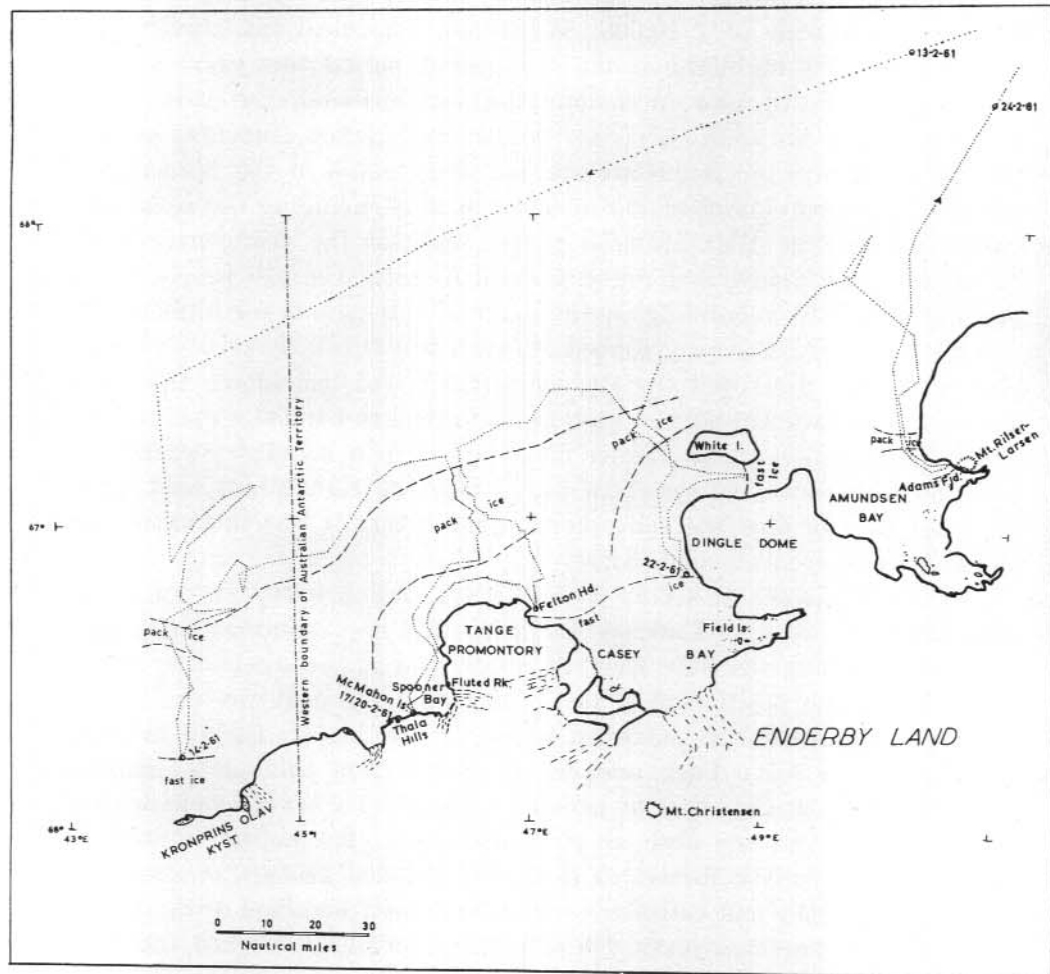 13-2-61
24-2-61
68°
Western boundary of Australian Antarctic Territory
pack ice
White I.
fast
ice
pack ice
Mt. Riiser-
Larsen
Adams Fjd.
AMUNDSEN
BAY
67°
pack ice
DINGLE DOME
22-2-61
ice
fast
Felton Hd.
pack ice
TANGE
PROMONTORY
CASEY BAY
Field Is.
McMahon Is.
17/20-2-61
Spooner
Bay
Fluted Rk.
Thala
Hills
14-2-61
fast ice
ENDERBY LAND
KRONPRINS OLAV
KYST
Mt. Christensen
68°
43°E
45°
47°E
49°E
0 10 20 30
Nautical miles